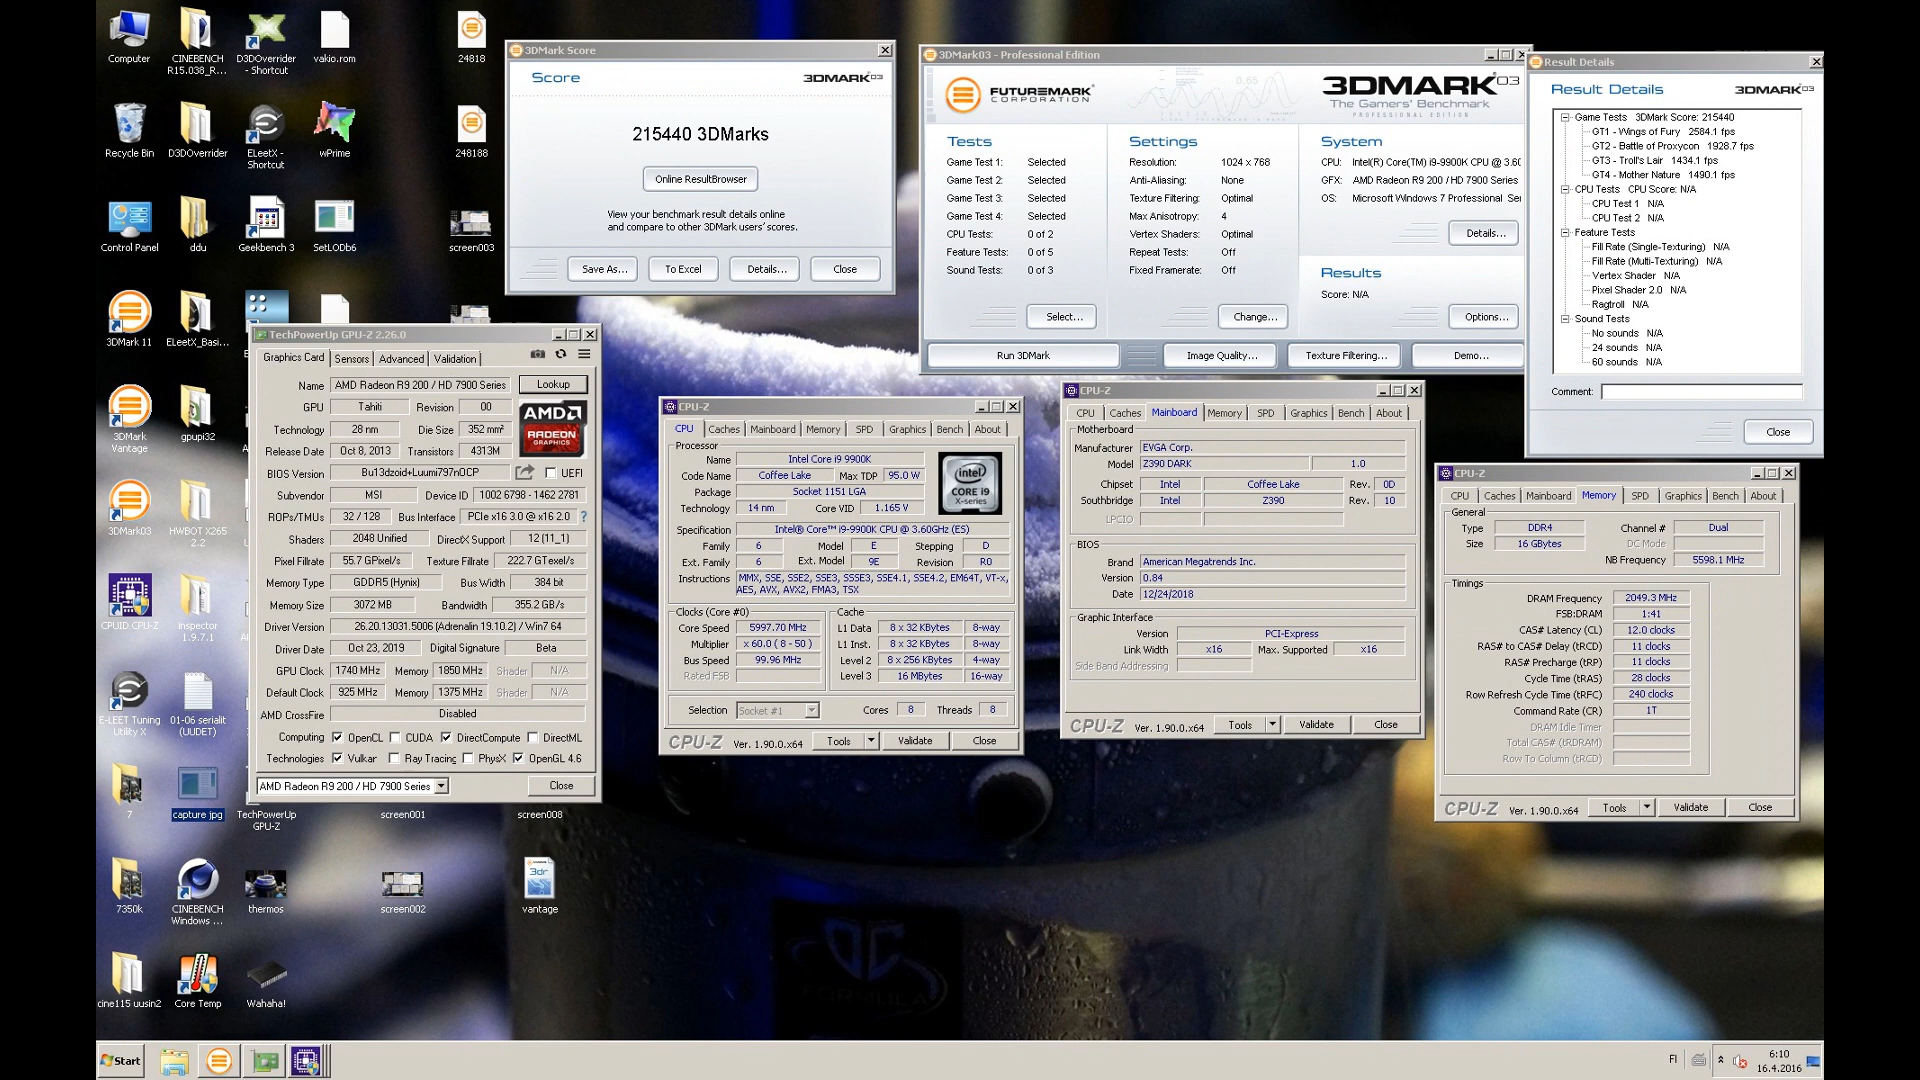 Computer
CINEBENCH R15.038_R...
D3DOverrider - Shortcut
vakio.rom
24818
Recycle Bin
D3DOverrider
ELeetX - Shortcut
wPrime
248188
Control Panel
ddu
Geekbench 3
SetLODb6
screen003
3DMark 11
ELeetX_Basi...
3DMark Vantage
gpupi32
3DMark03
HWBOT X265 2.2
CPUID CPU-Z
inspector 1.9.7.1
E-LEET Tuning Utility X
01-06 serialit (UUDET)
7
capture jpg
TechPowerUp GPU-Z
screen001
screen008
7350k
CINEBENCH Windows ...
thermos
screen002
vantage
cine115 uusin2
Core Temp
Wahaha!
3DMark Score
Score
3DMARK03
215440 3DMarks
Online ResultBrowser
View your benchmark result details online
and compare to other 3DMark users' scores.
Save As...
To Excel
Details...
Close
3DMark03 - Professional Edition
FUTUREMARK CORPORATION
3DMARK03
The Gamers' Benchmark
PROFESSIONAL EDITION
Tests
Game Test 1: Selected
Game Test 2: Selected
Game Test 3: Selected
Game Test 4: Selected
CPU Tests: 0 of 2
Feature Tests: 0 of 5
Sound Tests: 0 of 3
Select...
Settings
Resolution: 1024 x 768
Anti-Aliasing: None
Texture Filtering: Optimal
Max Anisotropy: 4
Vertex Shaders: Optimal
Repeat Tests: Off
Fixed Framerate: Off
Change...
System
CPU: Intel(R) Core(TM) i9-9900K CPU @ 3.60
GFX: AMD Radeon R9 200 / HD 7900 Series
OS: Microsoft Windows 7 Professional Ser
Details...
Results
Score: N/A
Options...
Run 3DMark
Image Quality...
Texture Filtering...
Demo...
Result Details
Result Details
3DMARK03
Game Tests 3DMark Score: 215440
GT1 - Wings of Fury 2584.1 fps
GT2 - Battle of Proxycon 1928.7 fps
GT3 - Troll's Lair 1434.1 fps
GT4 - Mother Nature 1490.1 fps
CPU Tests CPU Score: N/A
CPU Test 1 N/A
CPU Test 2 N/A
Feature Tests
Fill Rate (Single-Texturing) N/A
Fill Rate (Multi-Texturing) N/A
Vertex Shader N/A
Pixel Shader 2.0 N/A
Ragtroll N/A
Sound Tests
No sounds N/A
24 sounds N/A
60 sounds N/A
Comment:
Close
TechPowerUp GPU-Z 2.26.0
Graphics Card Sensors Advanced Validation
Name AMD Radeon R9 200 / HD 7900 Series Lookup
GPU Tahiti Revision 00
AMD RADEON GRAPHICS
Technology 28 nm Die Size 352 mm²
Release Date Oct 8, 2013 Transistors 4313M
BIOS Version Bu13dzoid+Luumi797nOCP UEFI
Subvendor MSI Device ID 1002 6798 - 1462 2781
ROPs/TMUs 32 / 128 Bus Interface PCIe x16 3.0 @ x16 2.0 ?
Shaders 2048 Unified DirectX Support 12 (11_1)
Pixel Fillrate 55.7 GPixel/s Texture Fillrate 222.7 GTexel/s
Memory Type GDDR5 (Hynix) Bus Width 384 bit
Memory Size 3072 MB Bandwidth 355.2 GB/s
Driver Version 26.20.13031.5006 (Adrenalin 19.10.2) / Win7 64
Driver Date Oct 23, 2019 Digital Signature Beta
GPU Clock 1740 MHz Memory 1850 MHz Shader N/A
Default Clock 925 MHz Memory 1375 MHz Shader N/A
AMD CrossFire Disabled
Computing OpenCL CUDA DirectCompute DirectML
Technologies Vulkan Ray Tracing PhysX OpenGL 4.6
AMD Radeon R9 200 / HD 7900 Series Close
CPU-Z
CPU Caches Mainboard Memory SPD Graphics Bench About
Processor
Name Intel Core i9 9900K
Code Name Coffee Lake Max TDP 95.0 W
Package Socket 1151 LGA
Technology 14 nm Core VID 1.165 V
intel CORE i9 X-series
Specification Intel® Core™ i9-9900K CPU @ 3.60GHz (ES)
Family 6 Model E Stepping D
Ext. Family 6 Ext. Model 9E Revision R0
Instructions MMX, SSE, SSE2, SSE3, SSSE3, SSE4.1, SSE4.2, EM64T, VT-x,
AES, AVX, AVX2, FMA3, TSX
Clocks (Core #0)
Core Speed 5997.70 MHz
Multiplier x 60.0 ( 8 - 50 )
Bus Speed 99.96 MHz
Rated FSB
Cache
L1 Data 8 x 32 KBytes 8-way
L1 Inst. 8 x 32 KBytes 8-way
Level 2 8 x 256 KBytes 4-way
Level 3 16 MBytes 16-way
Selection Socket #1 Cores 8 Threads 8
CPU-Z Ver. 1.90.0.x64 Tools Validate Close
CPU-Z
CPU Caches Mainboard Memory SPD Graphics Bench About
Motherboard
Manufacturer EVGA Corp.
Model Z390 DARK 1.0
Chipset Intel Coffee Lake Rev. 0D
Southbridge Intel Z390 Rev. 10
LPCIO
BIOS
Brand American Megatrends Inc.
Version 0.84
Date 12/24/2018
Graphic Interface
Version PCI-Express
Link Width x16 Max. Supported x16
Side Band Addressing
CPU-Z Ver. 1.90.0.x64 Tools Validate Close
CPU-Z
CPU Caches Mainboard Memory SPD Graphics Bench About
General
Type DDR4 Channel # Dual
Size 16 GBytes DC Mode
NB Frequency 5598.1 MHz
Timings
DRAM Frequency 2049.3 MHz
FSB:DRAM 1:41
CAS# Latency (CL) 12.0 clocks
RAS# to CAS# Delay (tRCD) 11 clocks
RAS# Precharge (tRP) 11 clocks
Cycle Time (tRAS) 28 clocks
Row Refresh Cycle Time (tRFC) 240 clocks
Command Rate (CR) 1T
DRAM Idle Timer
Total CAS# (tRDRAM)
Row To Column (tRCD)
CPU-Z Ver. 1.90.0.x64 Tools Validate Close
OC
FORMULA
Start
FI
6:10
16.4.2016